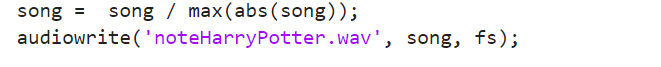 song =  song / max(abs(song));
audiowrite('noteHarryPotter.wav', song, fs);